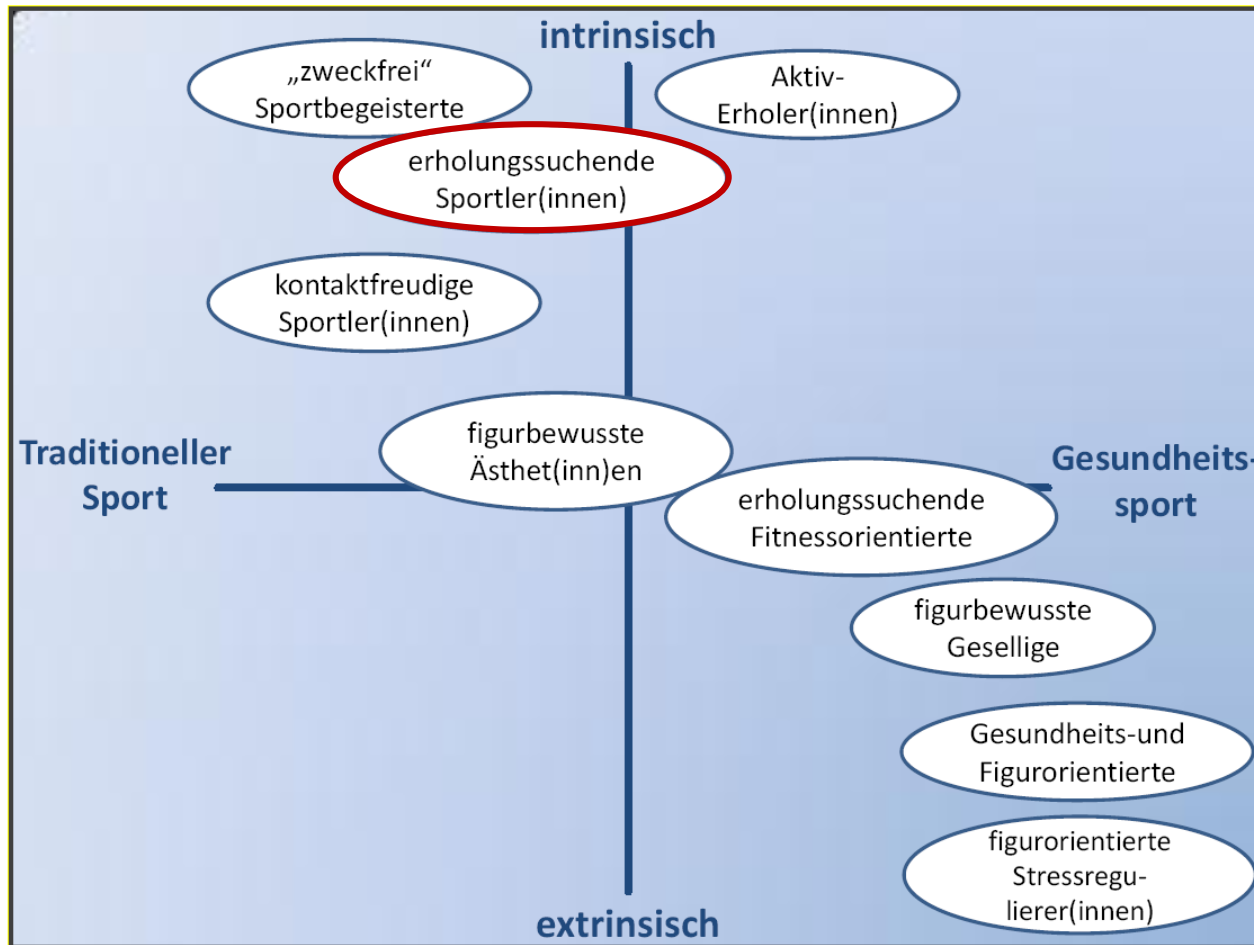 intrinsisch
„zweckfrei“
Sportbegeisterte
Aktiv-
Erholer(innen)
erholungssuchende
Sportler(innen)
kontaktfreudige
Sportler(innen)
figurbewusste
Ästhet(inn)en
Traditioneller
Sport
Gesundheits-
sport
erholungssuchende
Fitnessorientierte
figurbewusste
Gesellige
Gesundheits-und
Figurorientierte
figurorientierte
Stressregu-
lierer(innen)
extrinsisch